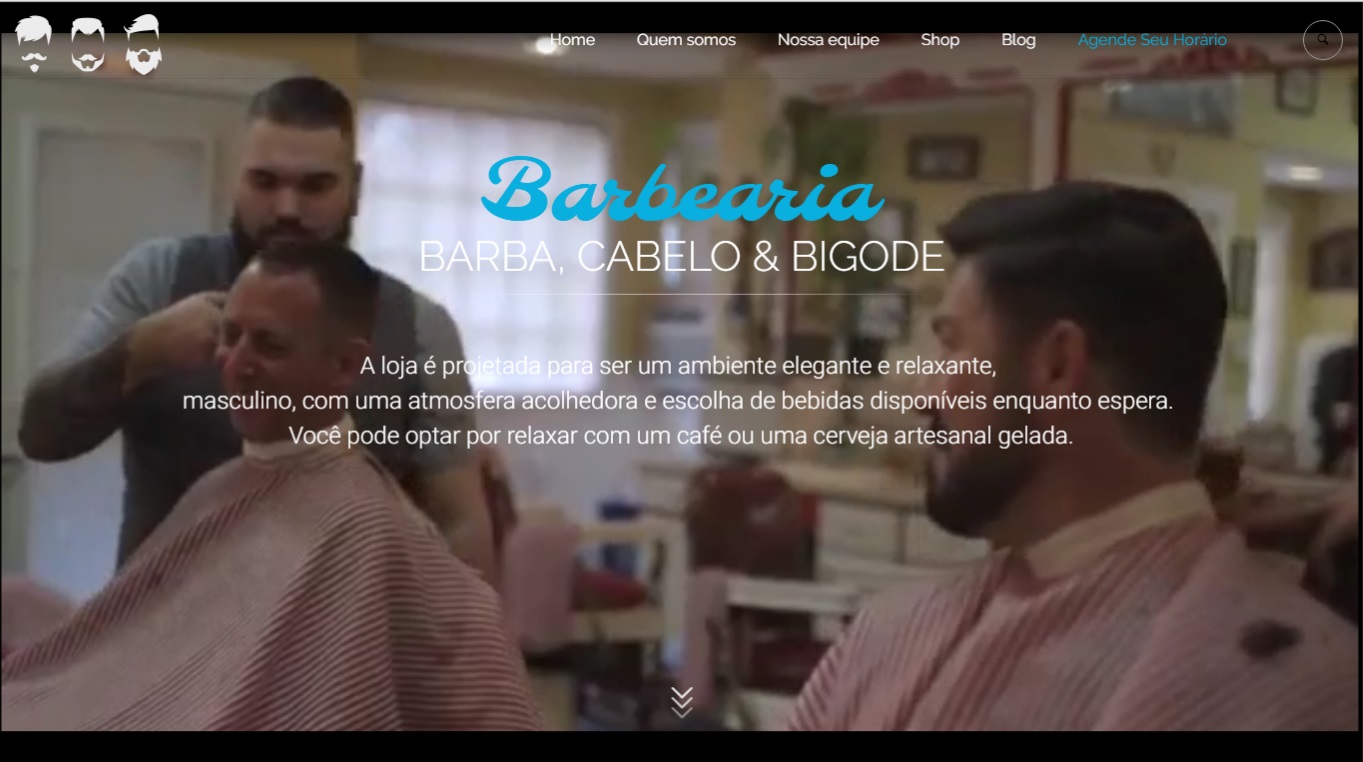 Home
Quem somos
Nossa equipe
Shop
Blog
Agende Seu Horário
Barbearia
BARBA, CABELO & BIGODE
A loja é projetada para ser um ambiente elegante e relaxante,
masculino, com uma atmosfera acolhedora e escolha de bebidas disponíveis enquanto espera.
Você pode optar por relaxar com um café ou uma cerveja artesanal gelada.